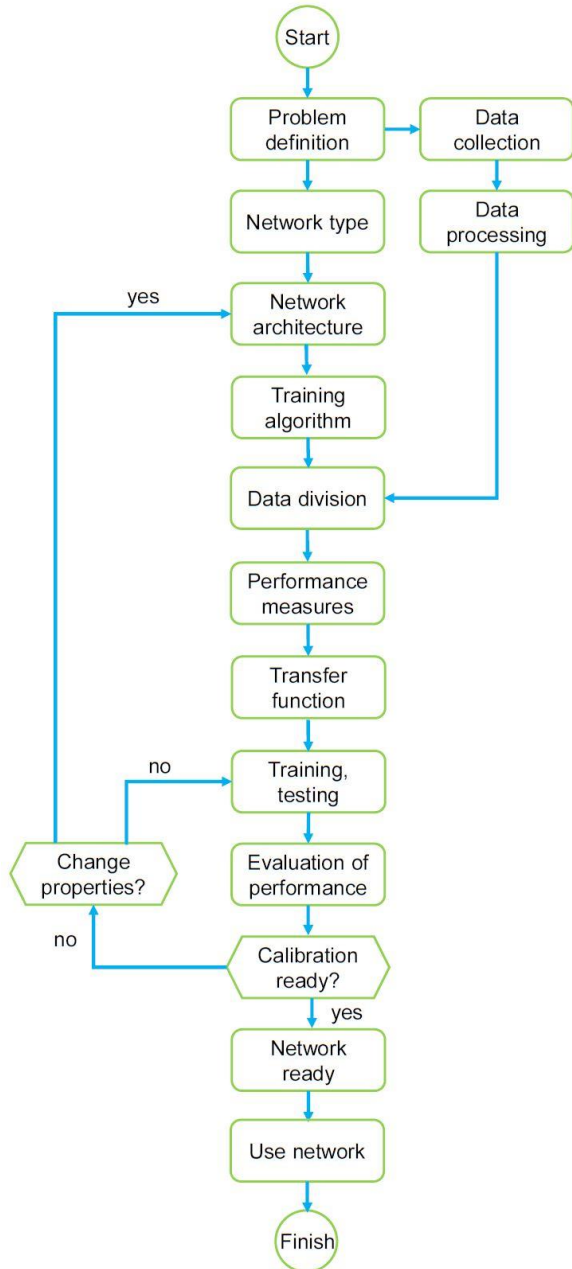 Start
Problem
definition
Data
collection
Network type
Data
processing
yes
Network
architecture
Training
algorithm
Data division
Performance
measures
Transfer
function
no
Training,
testing
Change
properties?
Evaluation of
performance
no
Calibration
ready?
yes
Network
ready
Use network
Finish